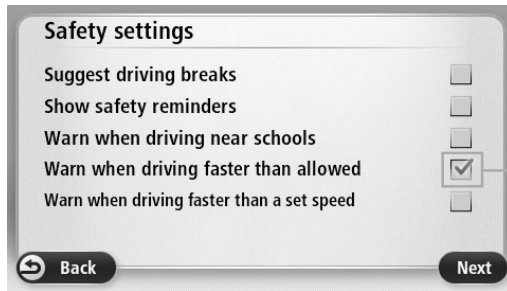 Safety settings
Suggest driving breaks
Show safety reminders
Warn when driving near schools
Warn when driving faster than allowed
Warn when driving faster than a set speed
Back
Next